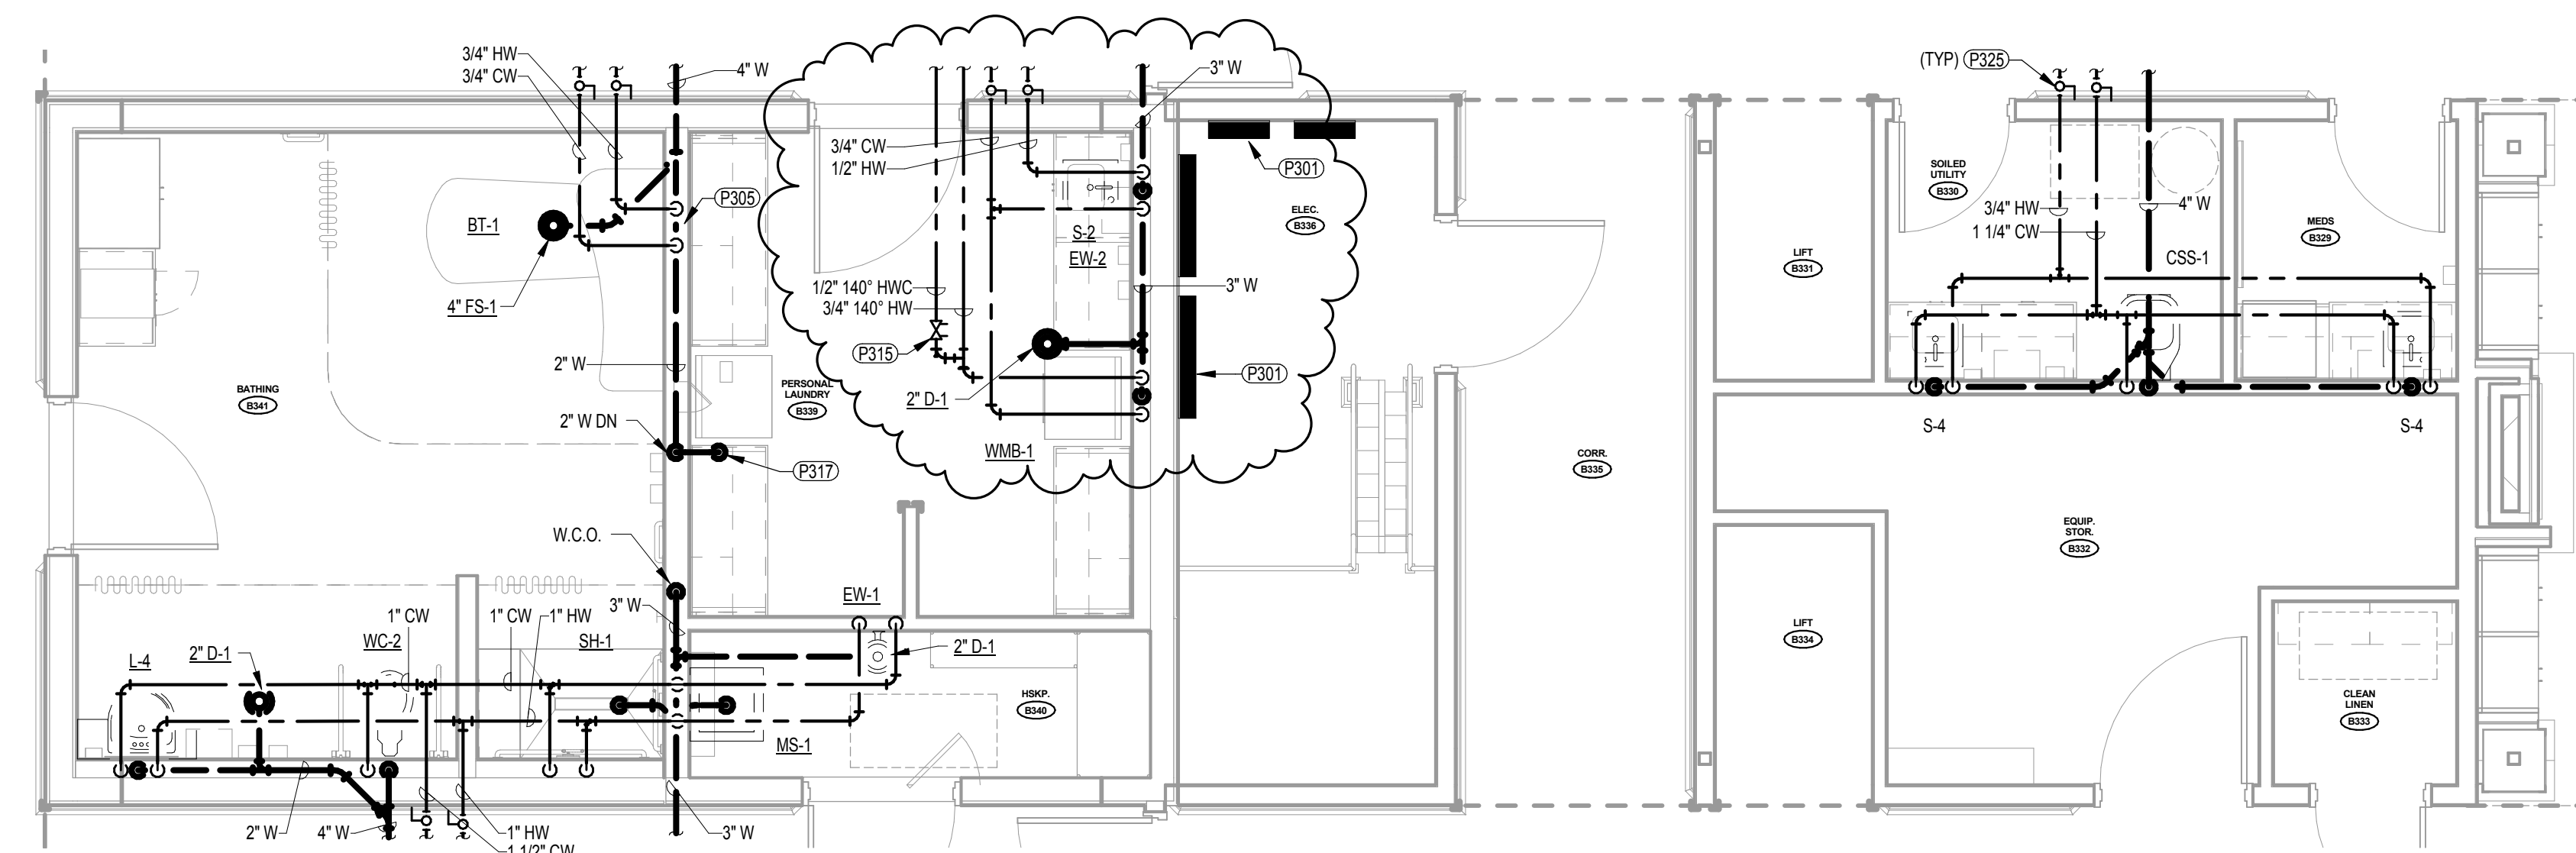 3/4" HW
3/4" CW
4" W
3" W
(TYP) P325
3/4" CW
1/2" HW
P301
P305
BT-1
4" FS-1
S-2
EW-2
ELEC.
B336
1/2" 140° HWC
3/4" 140° HW
3" W
P315
P301
2" W
PERSONAL
LAUNDRY
B339
2" D-1
BATHING
B341
2" W DN
P317
WMB-1
SOILED
UTILITY
B330
3/4" HW
1 1/4" CW
4" W
CSS-1
MEDS
B329
LIFT
B331
S-4
S-4
CORR.
B335
W.C.O.
EQUIP.
STOR.
B332
3" W
EW-1
1" CW
1" CW
1" HW
WC-2
SH-1
L-4
2" D-1
2" D-1
HSKP.
B340
MS-1
LIFT
B334
CLEAN
LINEN
B333
2" W
4" W
1" HW
1 1/2" CW
3" W